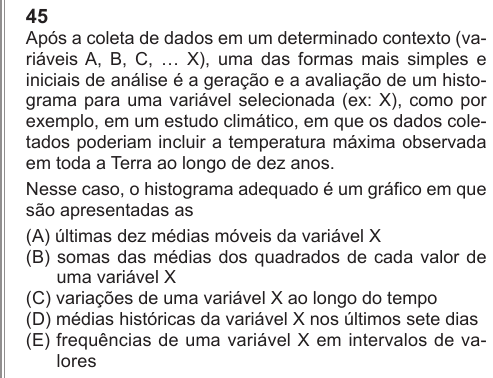 45
Após a coleta de dados em um determinado contexto (va-
riáveis A, B, C, ... X), uma das formas mais simples e
iniciais de análise é a geração e a avaliação de um histo-
grama para uma variável selecionada (ex: X), como por
exemplo, em um estudo climático, em que os dados cole-
tados poderiam incluir a temperatura máxima observada
em toda a Terra ao longo de dez anos.
Nesse caso, o histograma adequado é um gráfico em que
são apresentadas as
(A) últimas dez médias móveis da variável X
(B) somas das médias dos quadrados de cada valor de
uma variável X
(C) variações de uma variável X ao longo do tempo
(D) médias históricas da variável X nos últimos sete dias
(E) frequências de uma variável X em intervalos de va-
lores